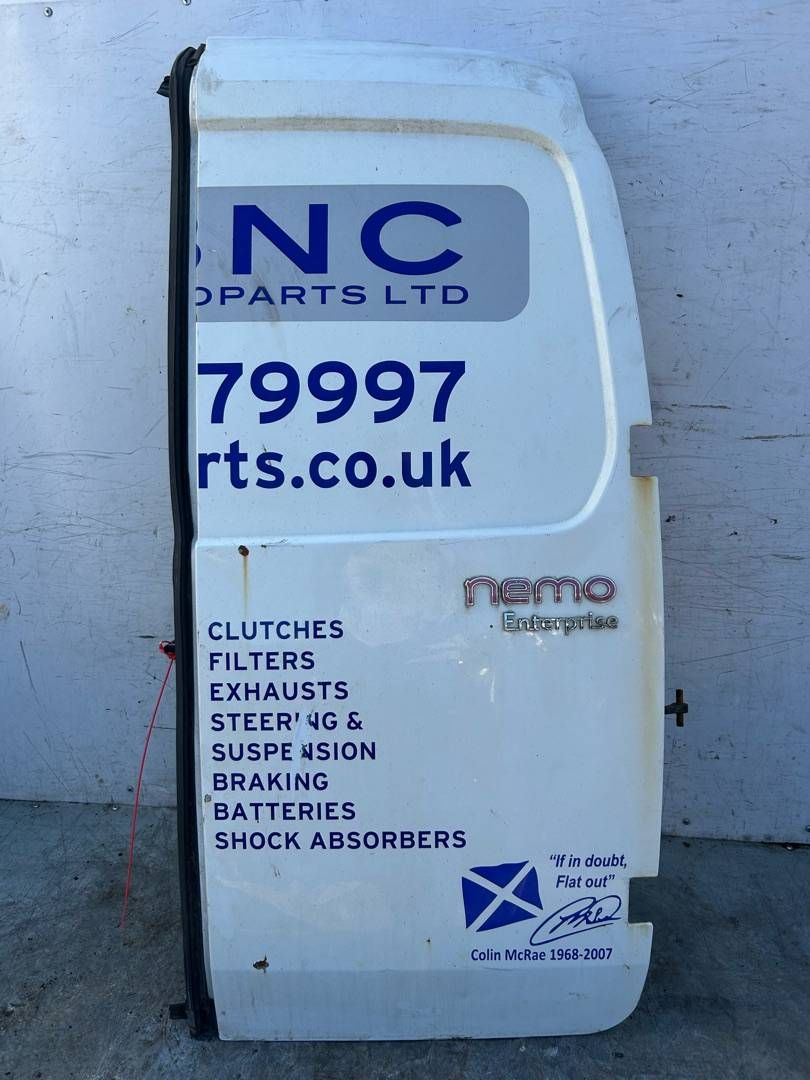 NC
OPARTS LTD
79997
rts.co.uk
nemo
Enterprise
CLUTCHES
FILTERS
EXHAUSTS
STEERING &
SUSPENSION
BRAKING
BATTERIES
SHOCK ABSORBERS
“If in doubt,
Flat out”
Colin McRae 1968-2007